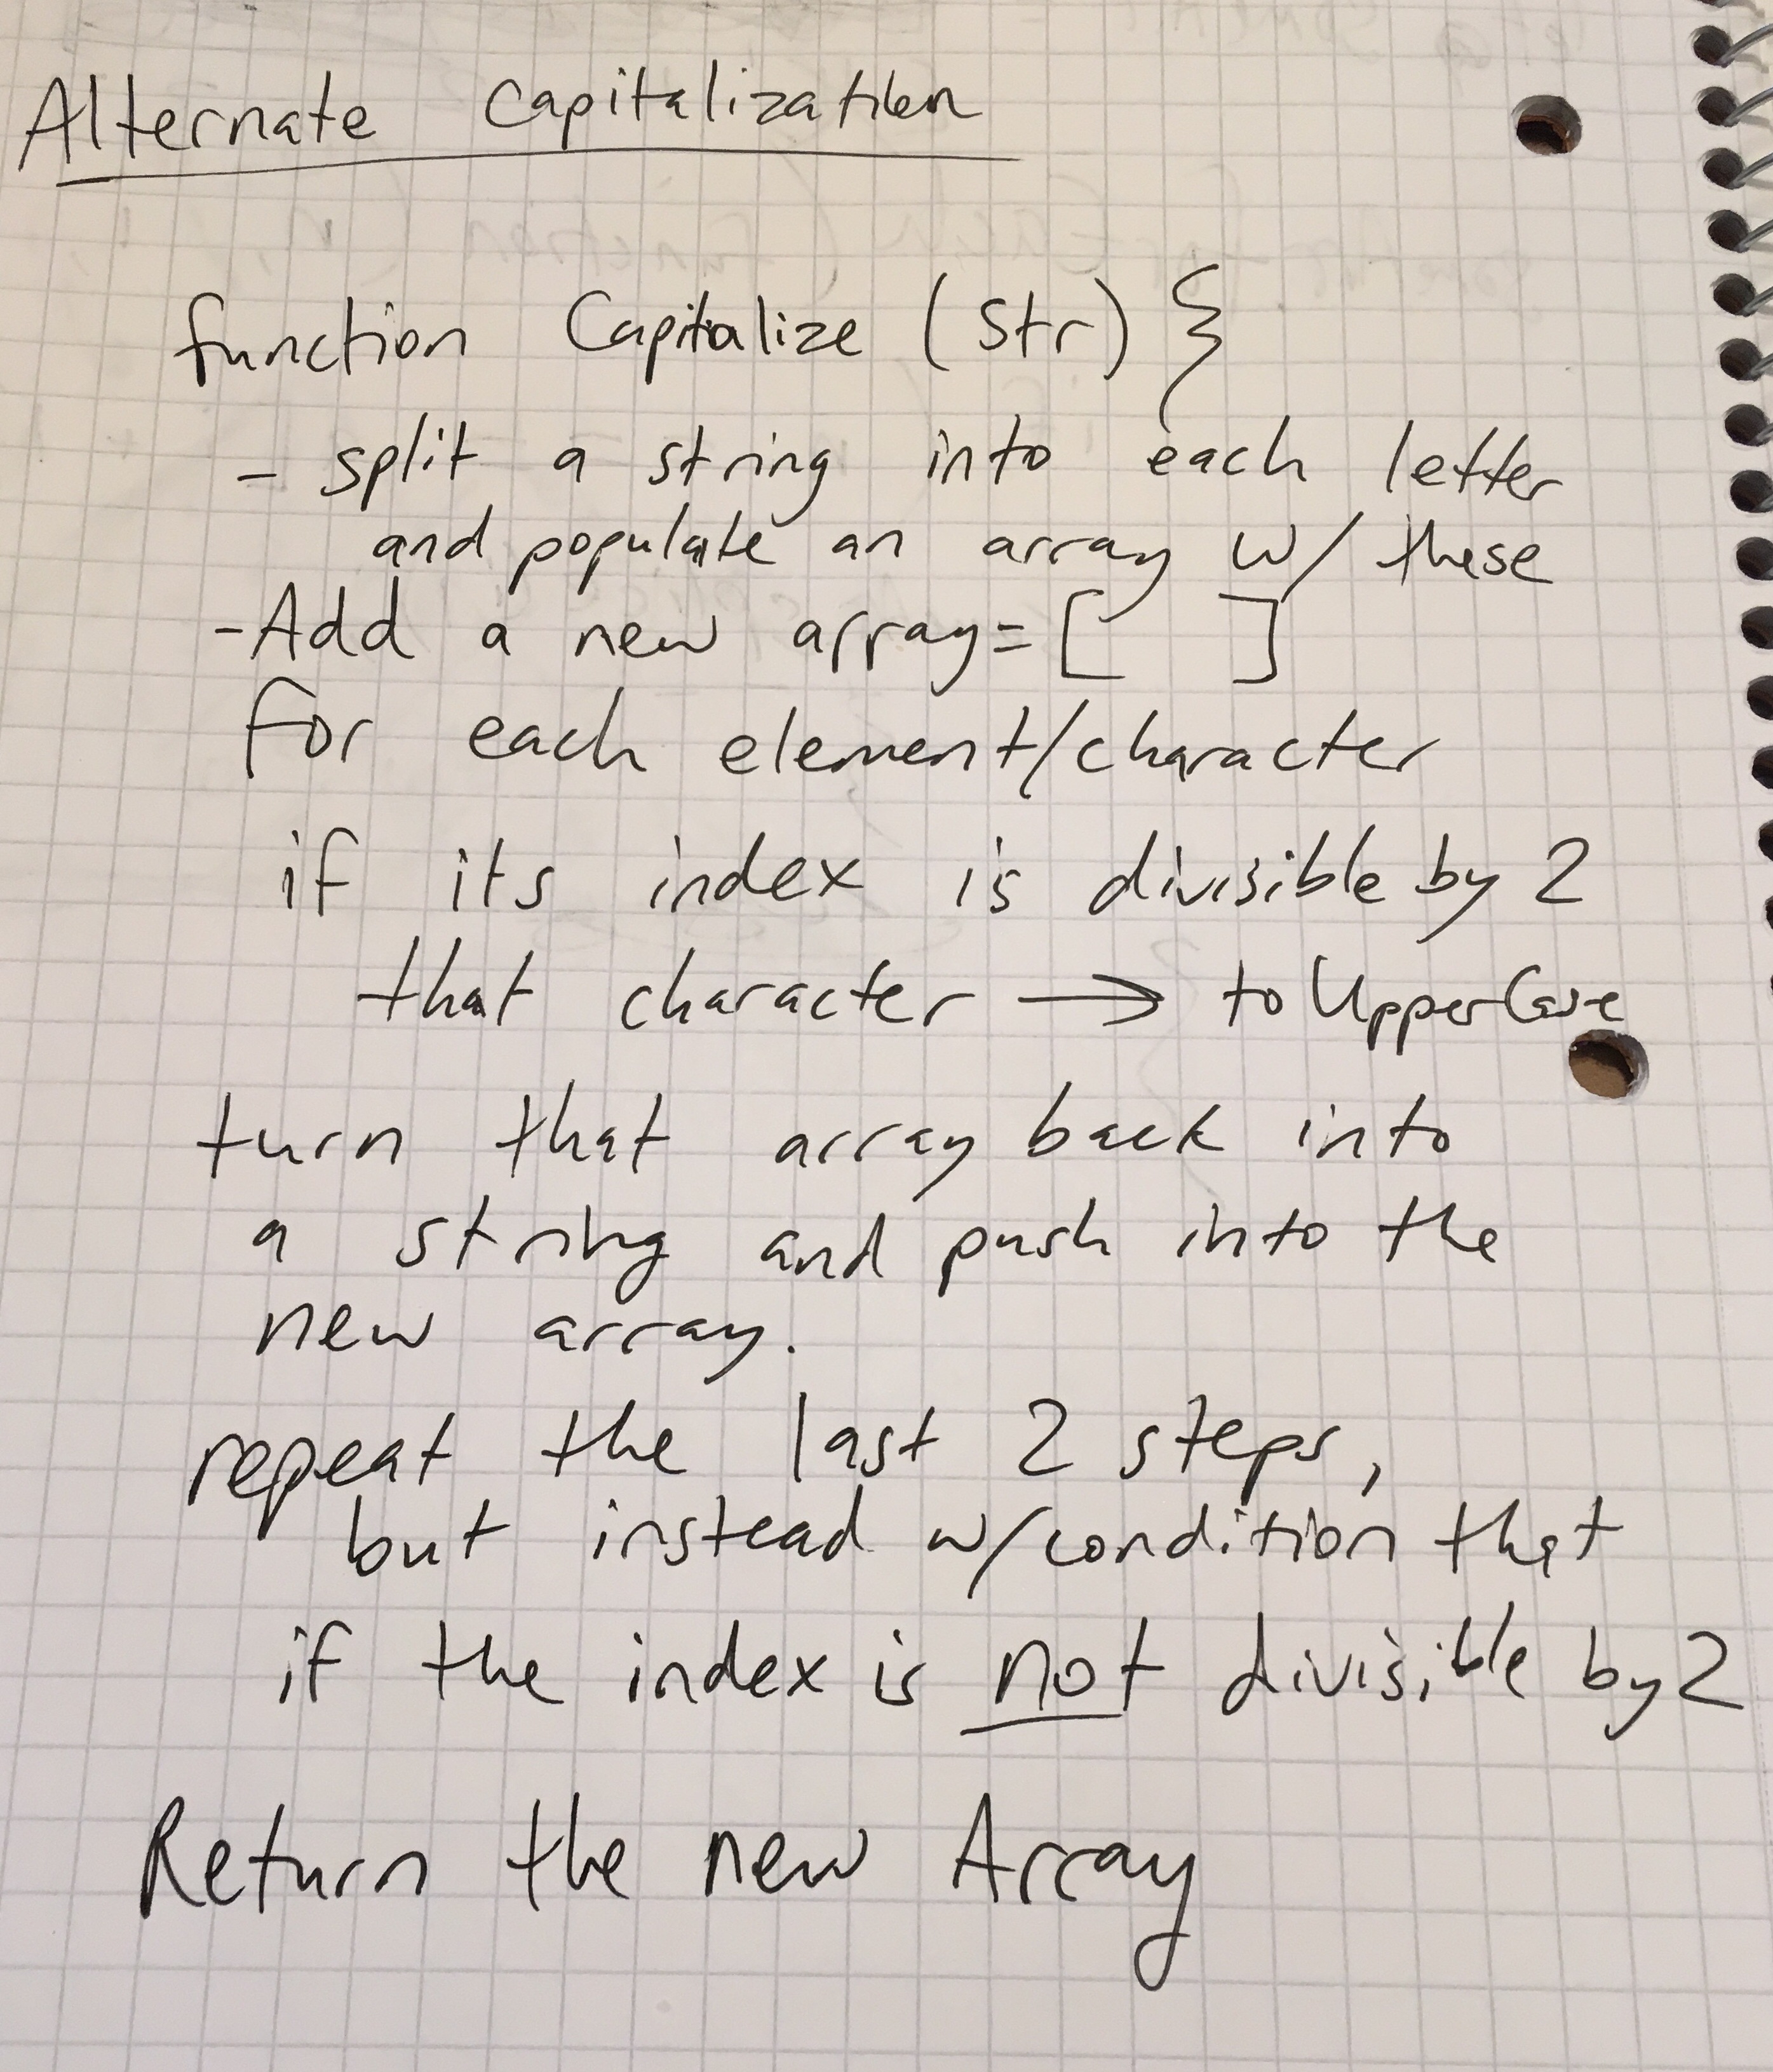 Alternate Capitalization
function Capitalize (str) {
- split a string into each letter
and populate an array w/ these
-Add a new array=[ ]
for each element/character
if its index is divisible by 2
that character → toUpperCase
turn that array back into
a string and push into the
new array.
repeat the last 2 steps,
but instead w/condition that
if the index is not divisible by 2
Return the new Array